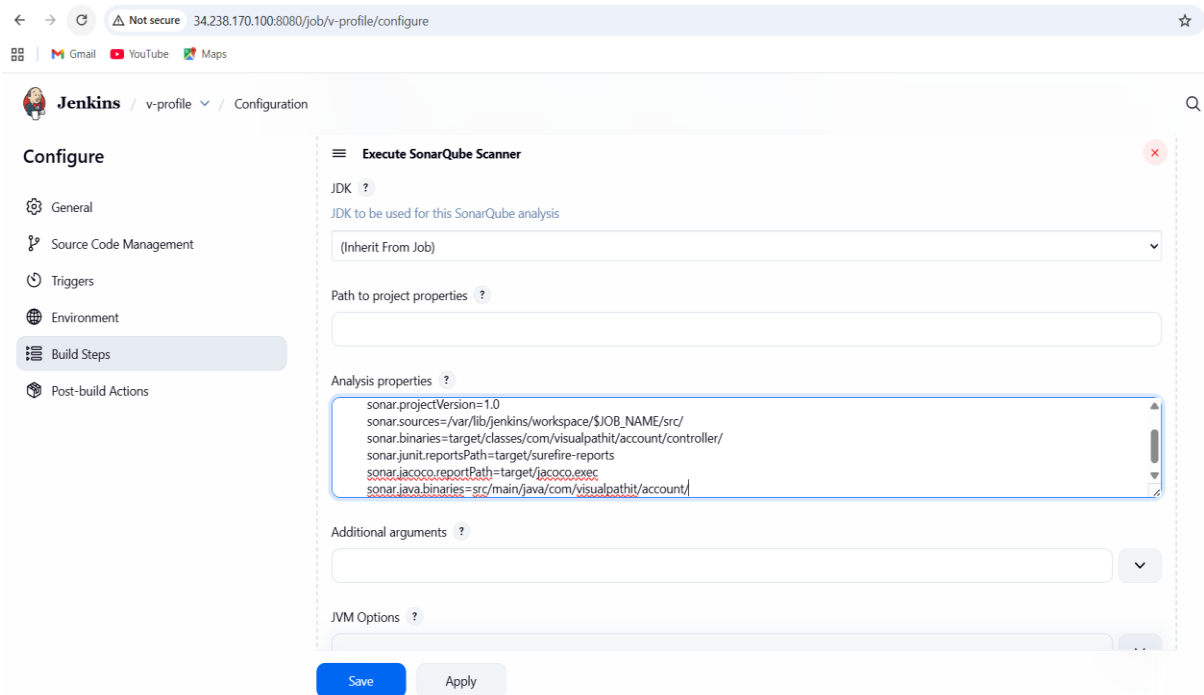 Not secure 34.238.170.100:8080/job/v-profile/configure
Gmail YouTube Maps
Jenkins / v-profile / Configuration
Configure
General
Source Code Management
Triggers
Environment
Build Steps
Post-build Actions
Execute SonarQube Scanner
JDK ?
JDK to be used for this SonarQube analysis
(Inherit From Job)
Path to project properties ?
Analysis properties ?
sonar.projectVersion=1.0
sonar.sources=/var/lib/jenkins/workspace/$JOB_NAME/src/
sonar.binaries=target/classes/com/visualpathit/account/controller/
sonar.junit.reportsPath=target/surefire-reports
sonar.jacoco.reportPath=target/jacoco.exec
sonar.java.binaries=src/main/java/com/visualpathit/account/
Additional arguments ?
JVM Options ?
Save Apply